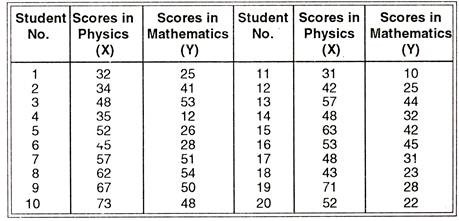 Student Scores in Scores in Student Scores in Scores in
No. Physics Mathematics No. Physics Mathematics
(X) (Y) (X) (Y)
1 32 25 11 31 10
2 34 41 12 42 25
3 48 53 13 57 44
4 35 12 14 48 32
5 52 26 15 63 42
6 45 28 16 53 45
7 57 51 17 48 31
8 62 54 18 43 23
9 67 50 19 71 28
10 73 48 20 52 22